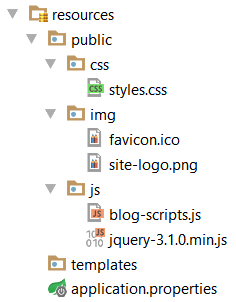 resources
public
css
styles.css
img
favicon.ico
site-logo.png
js
blog-scripts.js
jquery-3.1.0.min.js
templates
application.properties